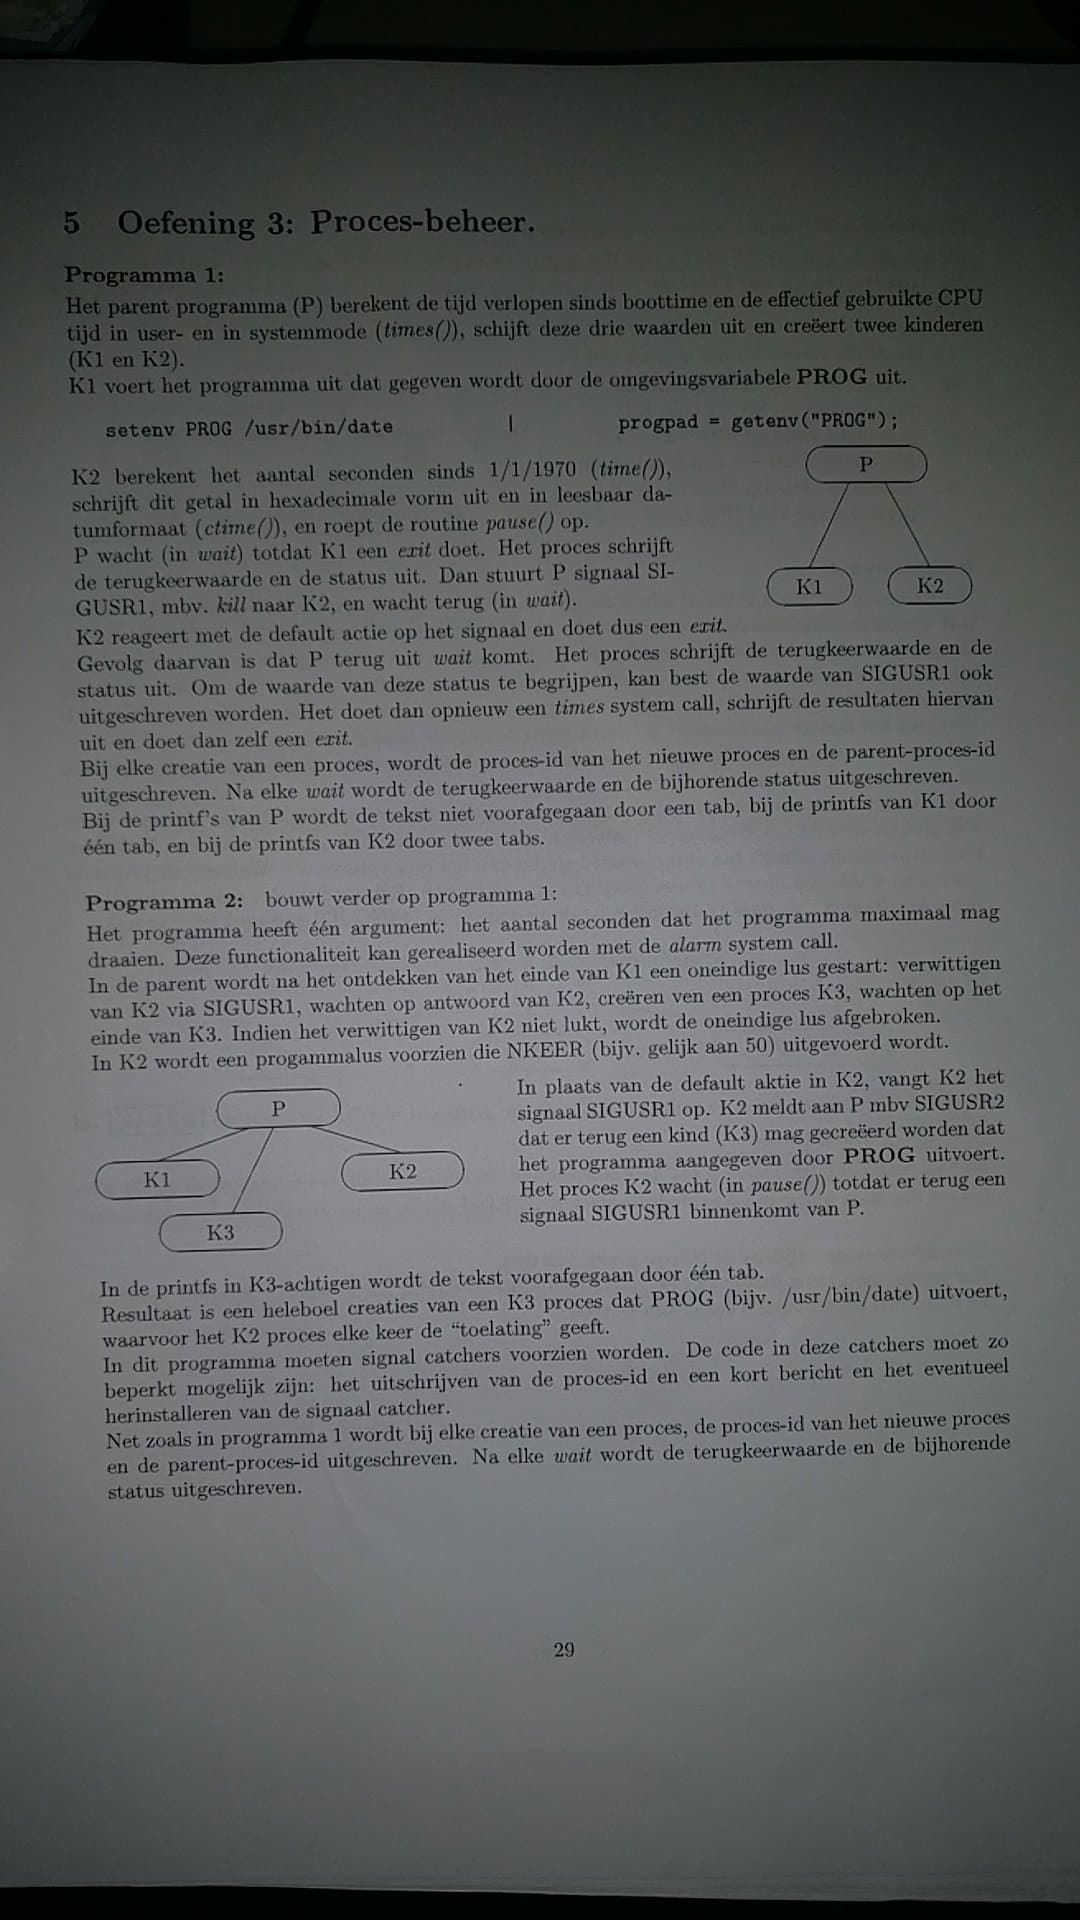 5 Oefening 3: Proces-beheer.
Programma 1:
Het parent programma (P) berekent de tijd verlopen sinds boottime en de effectief gebruikte CPU
tijd in user- en in systemmode (times()), schijft deze drie waarden uit en creëert twee kinderen
(K1 en K2).
K1 voert het programma uit dat gegeven wordt door de omgevingsvariabele PROG uit.
setenv PROG /usr/bin/date | progpad = getenv("PROG");
K2 berekent het aantal seconden sinds 1/1/1970 (time()),
schrijft dit getal in hexadecimale vorm uit en in leesbaar da-
tumformaat (ctime()), en roept de routine pause() op.
P wacht (in wait) totdat K1 een exit doet. Het proces schrijft
de terugkeerwaarde en de status uit. Dan stuurt P signaal SI-
GUSR1, mbv. kill naar K2, en wacht terug (in wait).
P
K1
K2
K2 reageert met de default actie op het signaal en doet dus een exit.
Gevolg daarvan is dat P terug uit wait komt. Het proces schrijft de terugkeerwaarde en de
status uit. Om de waarde van deze status te begrijpen, kan best de waarde van SIGUSR1 ook
uitgeschreven worden. Het doet dan opnieuw een times system call, schrijft de resultaten hiervan
uit en doet dan zelf een exit.
Bij elke creatie van een proces, wordt de proces-id van het nieuwe proces en de parent-proces-id
uitgeschreven. Na elke wait wordt de terugkeerwaarde en de bijhorende status uitgeschreven.
Bij de printf's van P wordt de tekst niet voorafgegaan door een tab, bij de printfs van K1 door
één tab, en bij de printfs van K2 door twee tabs.
Programma 2: bouwt verder op programma 1:
Het programma heeft één argument: het aantal seconden dat het programma maximaal mag
draaien. Deze functionaliteit kan gerealiseerd worden met de alarm system call.
In de parent wordt na het ontdekken van het einde van K1 een oneindige lus gestart: verwittigen
van K2 via SIGUSR1, wachten op antwoord van K2, creëren ven een proces K3, wachten op het
einde van K3. Indien het verwittigen van K2 niet lukt, wordt de oneindige lus afgebroken.
In K2 wordt een progammalus voorzien die NKEER (bijv. gelijk aan 50) uitgevoerd wordt.
P
K1
K2
K3
In plaats van de default aktie in K2, vangt K2 het
signaal SIGUSR1 op. K2 meldt aan P mbv SIGUSR2
dat er terug een kind (K3) mag gecreëerd worden dat
het programma aangegeven door PROG uitvoert.
Het proces K2 wacht (in pause()) totdat er terug een
signaal SIGUSR1 binnenkomt van P.
In de printfs in K3-achtigen wordt de tekst voorafgegaan door één tab.
Resultaat is een heleboel creaties van een K3 proces dat PROG (bijv. /usr/bin/date) uitvoert,
waarvoor het K2 proces elke keer de “toelating” geeft.
In dit programma moeten signal catchers voorzien worden. De code in deze catchers moet zo
beperkt mogelijk zijn: het uitschrijven van de proces-id en een kort bericht en het eventueel
herinstalleren van de signaal catcher.
Net zoals in programma 1 wordt bij elke creatie van een proces, de proces-id van het nieuwe proces
en de parent-proces-id uitgeschreven. Na elke wait wordt de terugkeerwaarde en de bijhorende
status uitgeschreven.
29